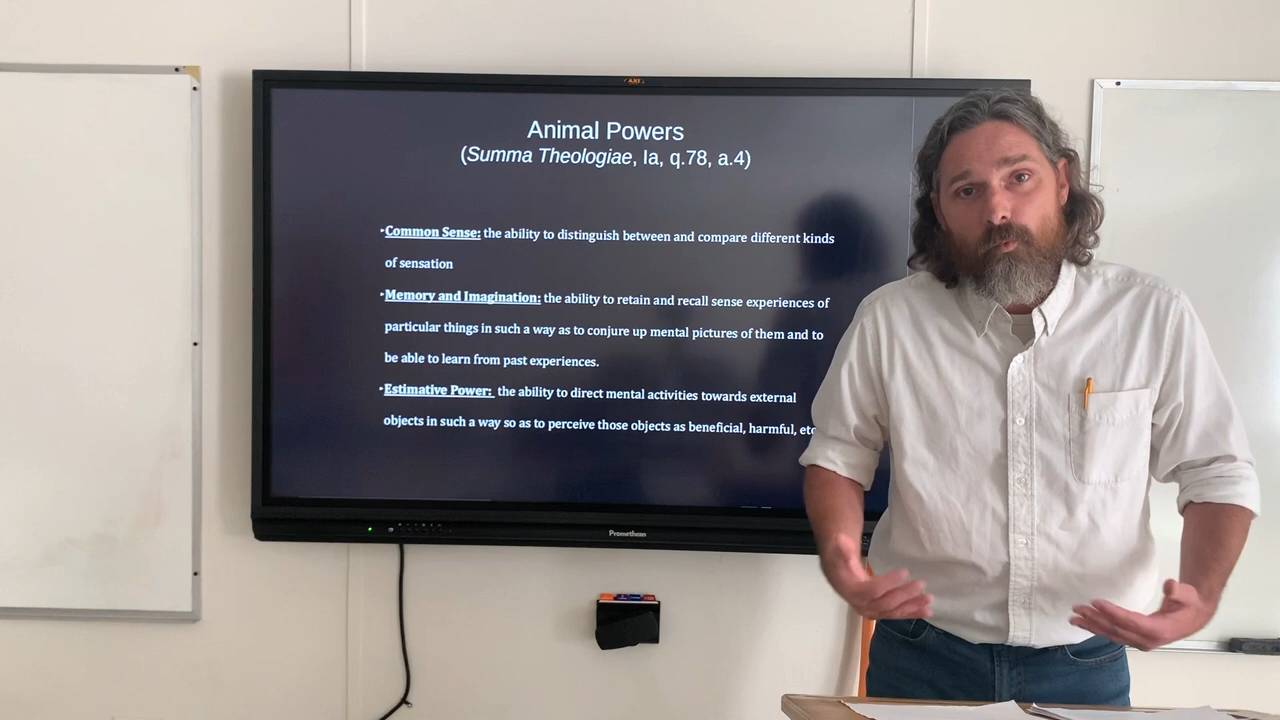 Animal Powers
(Summa Theologiae, Ia, q.78, a.4)
Common Sense: the ability to distinguish between and compare different kinds
of sensation
Memory and Imagination: the ability to retain and recall sense experiences of
particular things in such a way as to conjure up mental pictures of them and to
be able to learn from past experiences.
Estimative Power: the ability to direct mental activities towards external
objects in such a way so as to perceive those objects as beneficial, harmful, etc
Promethean